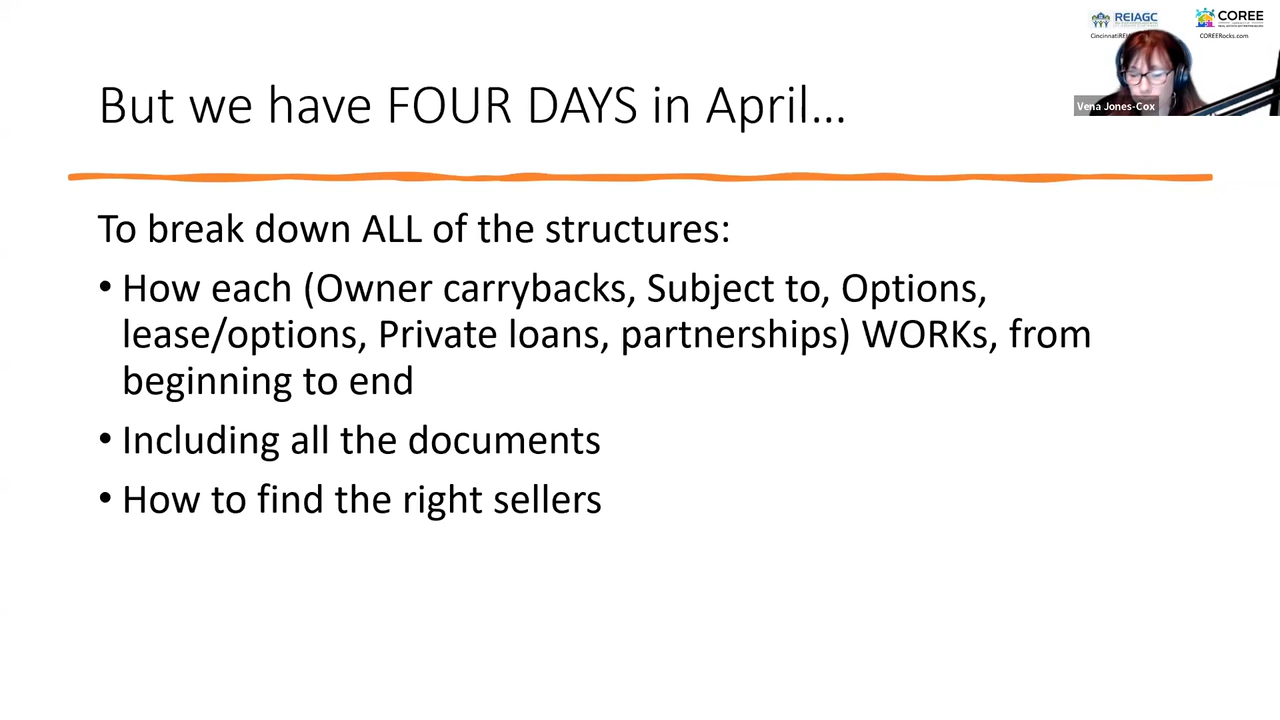 REIAGC
COREE
COREERocks.com
Vena Jones-Cox
But we have FOUR DAYS in April...
To break down ALL of the structures:
• How each (Owner carrybacks, Subject to, Options,
lease/options, Private loans, partnerships) WORKs, from
beginning to end
• Including all the documents
• How to find the right sellers